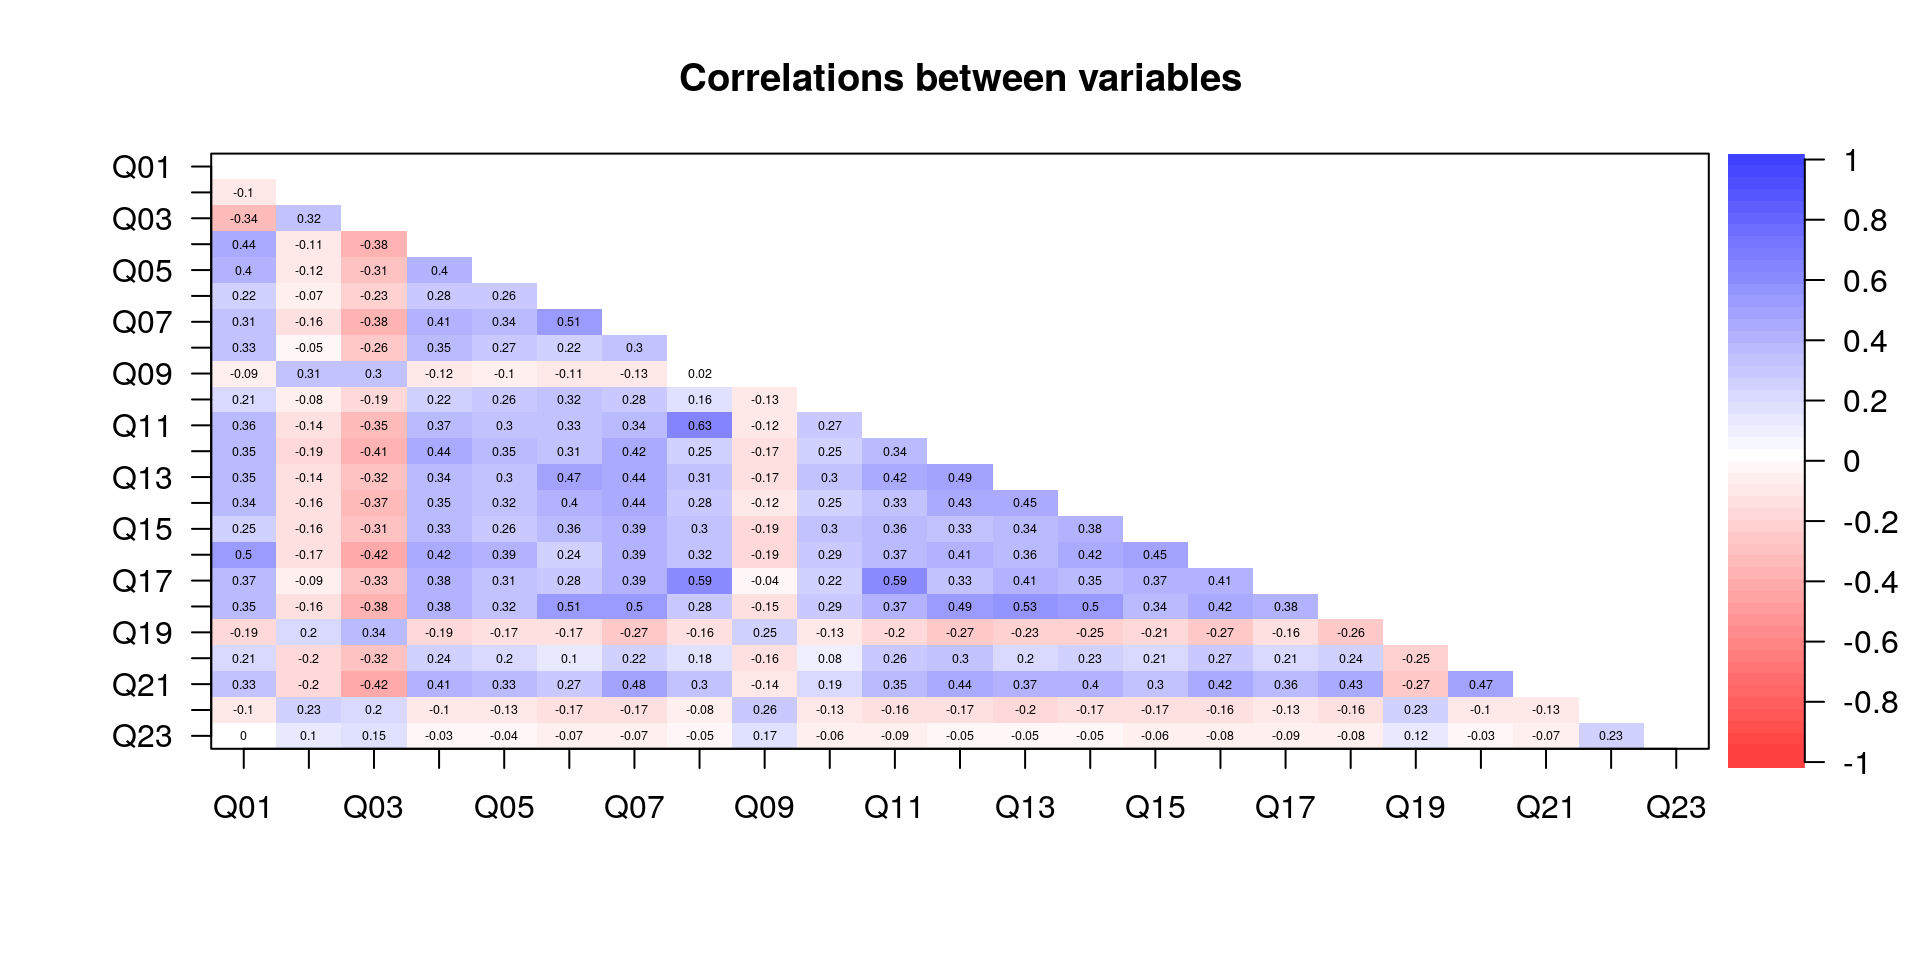 Correlations between variables
Q01
-0.1
Q03 -0.34 0.32
0.44 -0.11 -0.38
Q05 0.4 -0.12 -0.31 0.4
0.22 -0.07 -0.23 0.28 0.26
Q07 0.31 -0.16 -0.38 0.41 0.34 0.51
0.33 -0.05 -0.26 0.35 0.27 0.22 0.3
Q09 -0.09 0.31 0.3 -0.12 -0.1 -0.11 -0.13 0.02
0.21 -0.08 -0.19 0.22 0.26 0.32 0.28 0.16 -0.13
Q11 0.36 -0.14 -0.35 0.37 0.3 0.33 0.34 0.63 -0.12 0.27
0.35 -0.19 -0.41 0.44 0.35 0.31 0.42 0.25 -0.17 0.25 0.34
Q13 0.35 -0.14 -0.32 0.34 0.3 0.47 0.44 0.31 -0.17 0.3 0.42 0.49
0.34 -0.16 -0.37 0.35 0.32 0.4 0.44 0.28 -0.12 0.25 0.33 0.43 0.45
Q15 0.25 -0.16 -0.31 0.33 0.26 0.36 0.39 0.3 -0.19 0.3 0.36 0.33 0.34 0.38
0.5 -0.17 -0.42 0.42 0.39 0.24 0.39 0.32 -0.19 0.29 0.37 0.41 0.36 0.42 0.45
Q17 0.37 -0.09 -0.33 0.38 0.31 0.28 0.39 0.59 -0.04 0.22 0.59 0.33 0.41 0.35 0.37 0.41
0.35 -0.16 -0.38 0.38 0.32 0.51 0.5 0.28 -0.15 0.29 0.37 0.49 0.53 0.5 0.34 0.42 0.38
Q19 -0.19 0.2 0.34 -0.19 -0.17 -0.17 -0.27 -0.16 0.25 -0.13 -0.2 -0.27 -0.23 -0.25 -0.21 -0.27 -0.16 -0.26
0.21 -0.2 -0.32 0.24 0.2 0.1 0.22 0.18 -0.16 0.08 0.26 0.3 0.2 0.23 0.21 0.27 0.21 0.24 -0.25
Q21 0.33 -0.2 -0.42 0.41 0.33 0.27 0.48 0.3 -0.14 0.19 0.35 0.44 0.37 0.4 0.3 0.42 0.36 0.43 -0.27 0.47
-0.1 0.23 0.2 -0.1 -0.13 -0.17 -0.17 -0.08 0.26 -0.13 -0.16 -0.17 -0.2 -0.17 -0.17 -0.16 -0.13 -0.16 0.23 -0.1 -0.13
Q23 0 0.1 0.15 -0.03 -0.04 -0.07 -0.07 -0.05 0.17 -0.06 -0.09 -0.05 -0.05 -0.05 -0.06 -0.08 -0.09 -0.08 0.12 -0.03 -0.07 0.23
Q01 Q03 Q05 Q07 Q09 Q11 Q13 Q15 Q17 Q19 Q21 Q23
1
0.8
0.6
0.4
0.2
0
-0.2
-0.4
-0.6
-0.8
-1